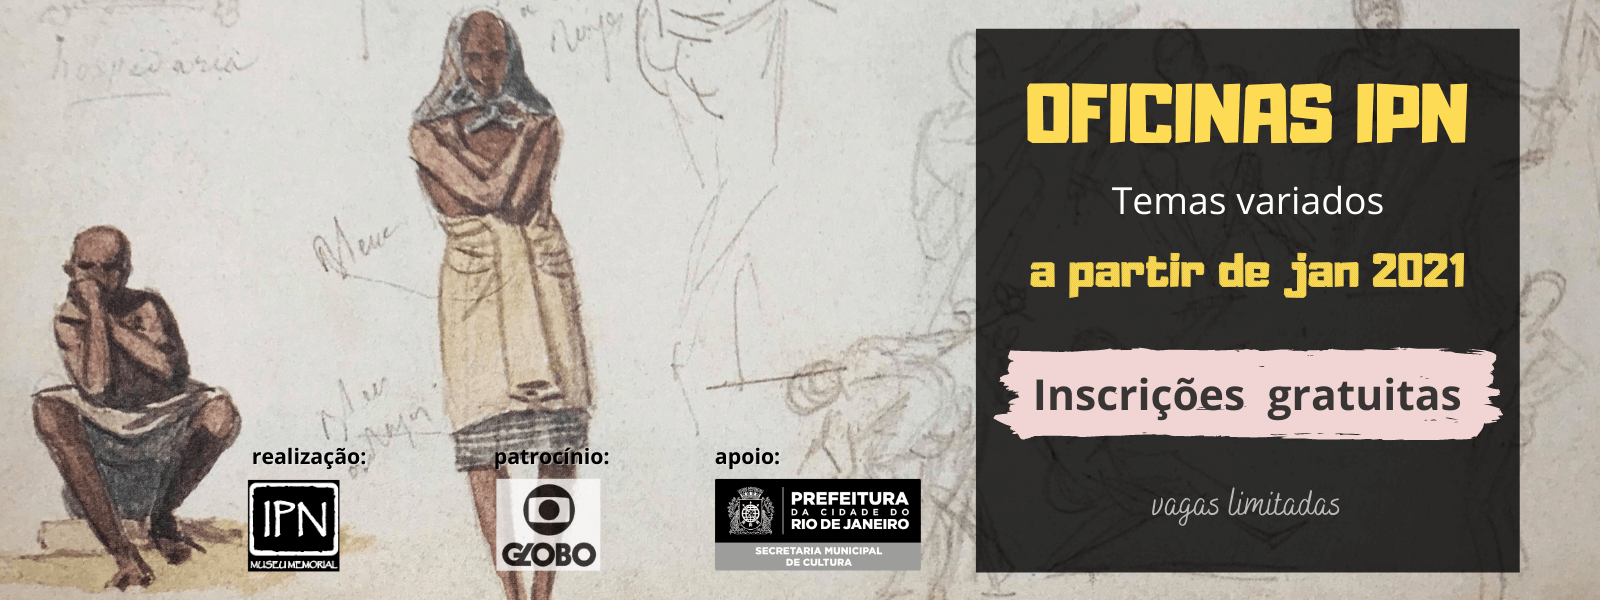 hospedaria
OFICINAS IPN
Temas variados
a partir de jan 2021
Inscrições gratuitas
vagas limitadas
realização:
IPN
MUSEU MEMORIAL
patrocínio:
GLOBO
apoio:
PREFEITURA
DA CIDADE DO
RIO DE JANEIRO
SECRETARIA MUNICIPAL
DE CULTURA